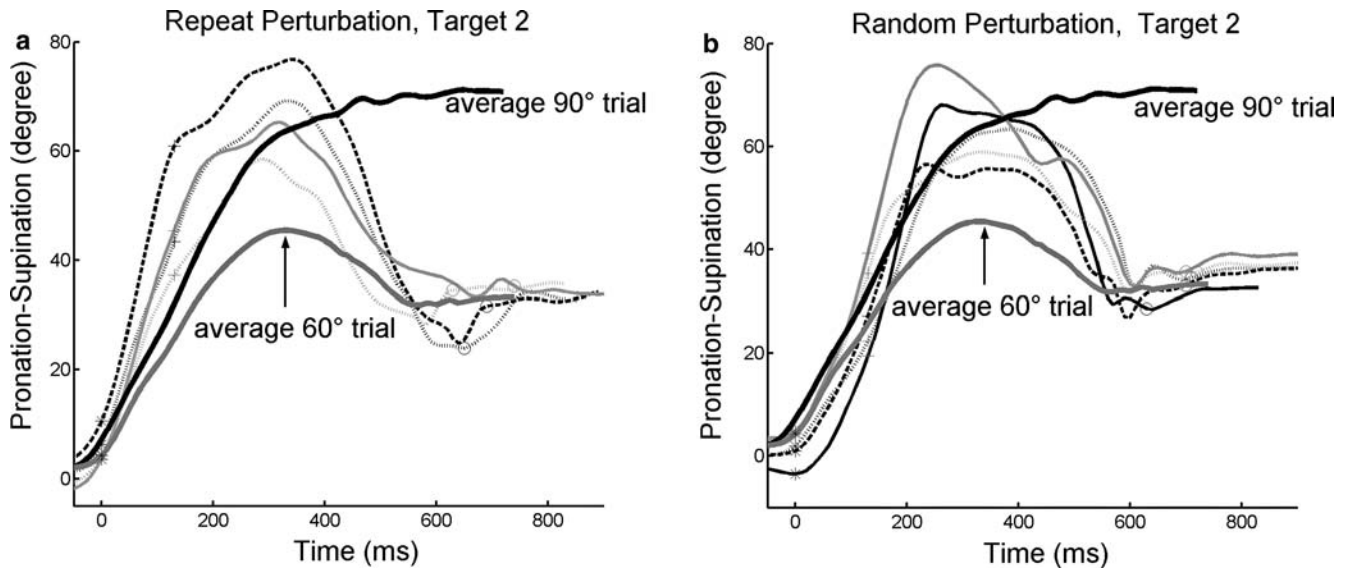 a
Repeat Perturbation, Target 2
Pronation-Supination (degree)
80
60
40
20
0
average 90° trial
average 60° trial
0 200 400 600 800
Time (ms)
b
Random Perturbation, Target 2
Pronation-Supination (degree)
80
60
40
20
0
average 90° trial
average 60° trial
0 200 400 600 800
Time (ms)